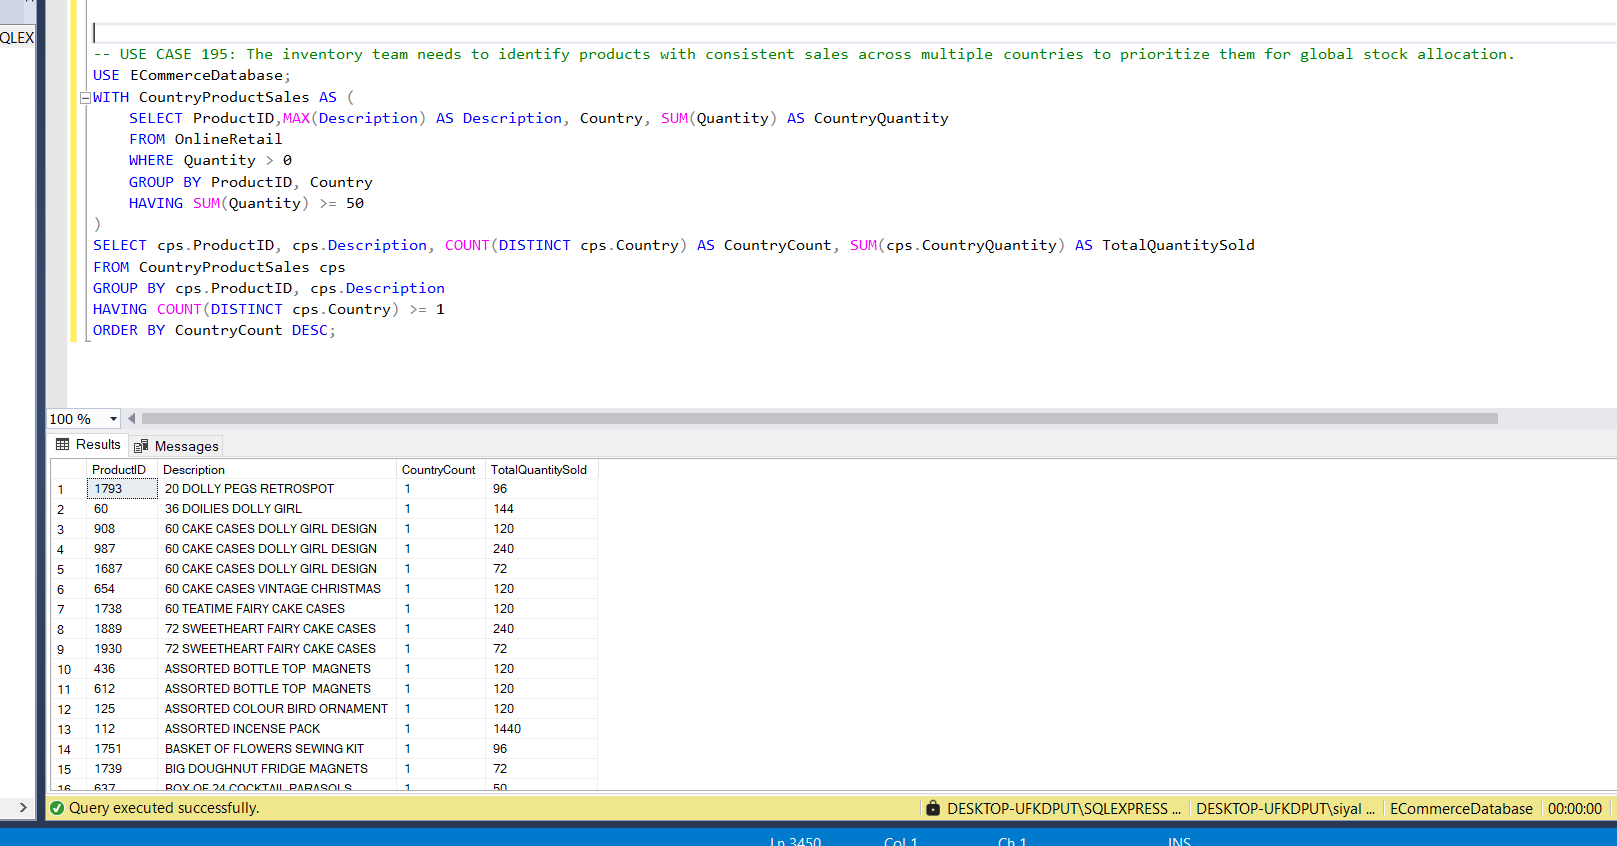 QLEX
-- USE CASE 195: The inventory team needs to identify products with consistent sales across multiple countries to prioritize them for global stock allocation.
USE ECommerceDatabase;
WITH CountryProductSales AS (
SELECT ProductID,MAX(Description) AS Description, Country, SUM(Quantity) AS CountryQuantity
FROM OnlineRetail
WHERE Quantity > 0
GROUP BY ProductID, Country
HAVING SUM(Quantity) >= 50
)
SELECT cps.ProductID, cps.Description, COUNT(DISTINCT cps.Country) AS CountryCount, SUM(cps.CountryQuantity) AS TotalQuantitySold
FROM CountryProductSales cps
GROUP BY cps.ProductID, cps.Description
HAVING COUNT(DISTINCT cps.Country) >= 1
ORDER BY CountryCount DESC;
100 %
Results Messages
ProductID Description CountryCount TotalQuantitySold
1 1793 20 DOLLY PEGS RETROSPOT 1 96
2 60 36 DOILIES DOLLY GIRL 1 144
3 908 60 CAKE CASES DOLLY GIRL DESIGN 1 120
4 987 60 CAKE CASES DOLLY GIRL DESIGN 1 240
5 1687 60 CAKE CASES DOLLY GIRL DESIGN 1 72
6 654 60 CAKE CASES VINTAGE CHRISTMAS 1 120
7 1738 60 TEATIME FAIRY CAKE CASES 1 120
8 1889 72 SWEETHEART FAIRY CAKE CASES 1 240
9 1930 72 SWEETHEART FAIRY CAKE CASES 1 72
10 436 ASSORTED BOTTLE TOP  MAGNETS 1 120
11 612 ASSORTED BOTTLE TOP  MAGNETS 1 120
12 125 ASSORTED COLOUR BIRD ORNAMENT 1 120
13 112 ASSORTED INCENSE PACK 1 1440
14 1751 BASKET OF FLOWERS SEWING KIT 1 96
15 1739 BIG DOUGHNUT FRIDGE MAGNETS 1 72
16 637 BOX OF 24 COCKTAIL PARASOLS 1 50
Query executed successfully. DESKTOP-UFKDPUT\SQLEXPRESS ... DESKTOP-UFKDPUT\siyal ... ECommerceDatabase 00:00:00
Ln 3450 Col 1 Ch 1 INS